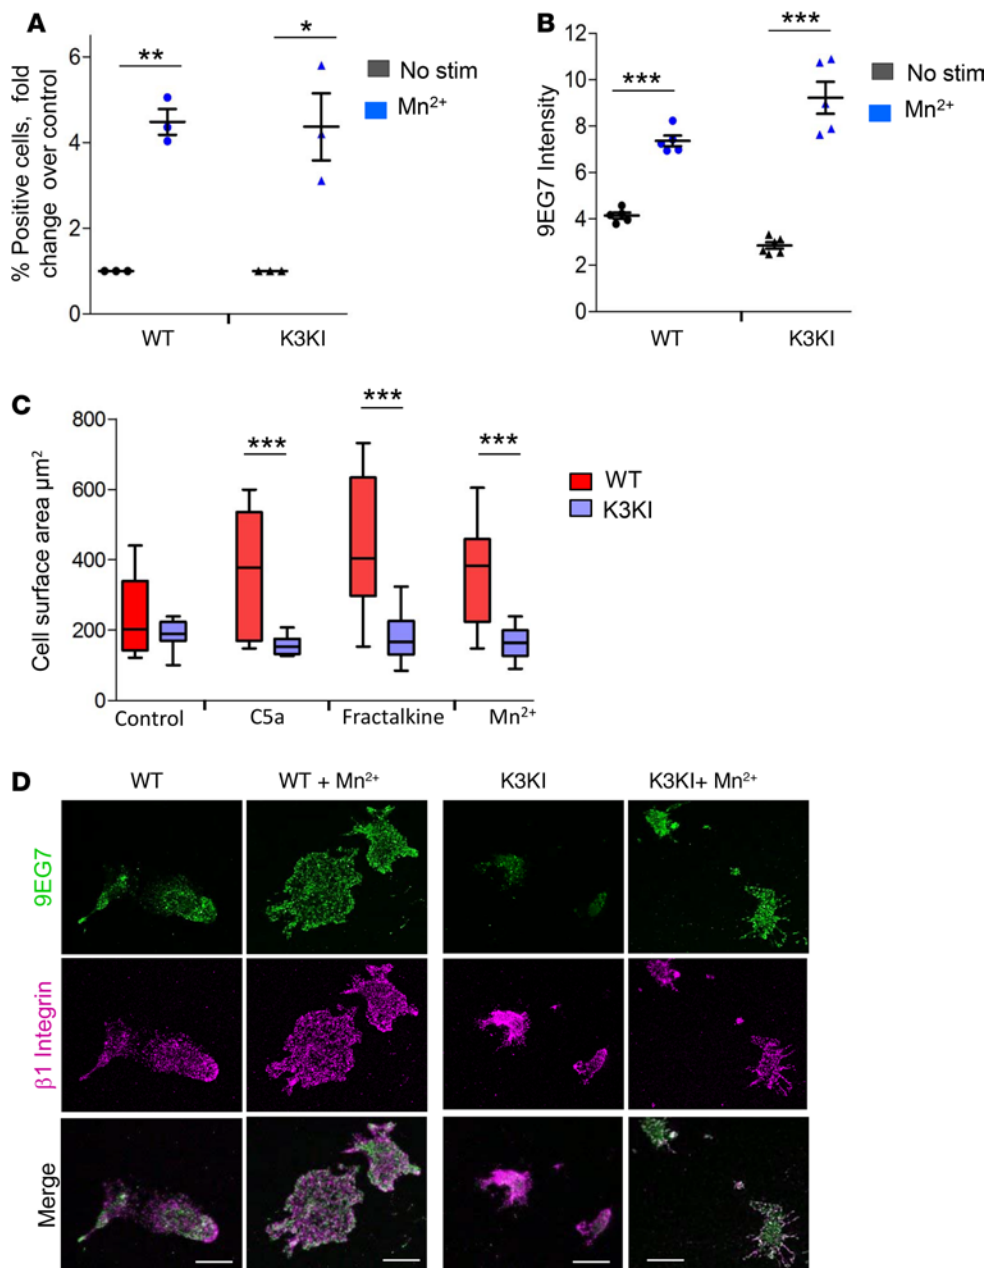 A
% Positive cells, fold
change over control
6
4
2
0
**
*
No stim
Mn²⁺
WT
K3KI
B
9EG7 Intensity
12
10
8
6
4
2
0
***
***
No stim
Mn²⁺
WT
K3KI
C
Cell surface area µm²
800
600
400
200
0
***
***
***
WT
K3KI
Control
C5a
Fractalkine
Mn²⁺
D
WT
WT + Mn²⁺
K3KI
K3KI+ Mn²⁺
9EG7
β1 Integrin
Merge